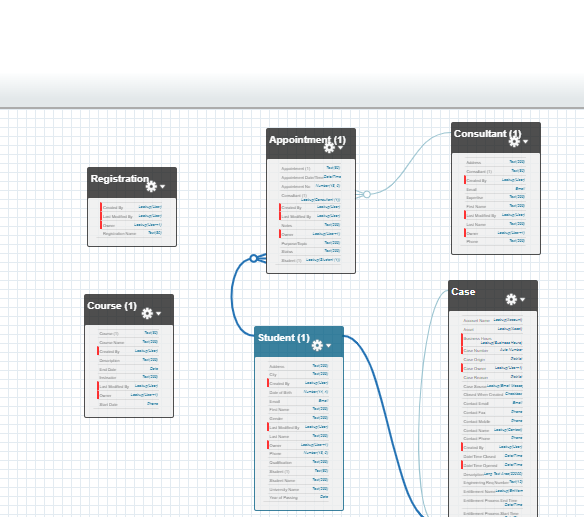 Registration
Created By Lookup(User)
Last Modified By Lookup(User)
Owner Lookup(User+1)
Registration Name Text(80)
Appointment (1)
Appointment (1) Text(80)
Appointment Date/Time Date/Time
Appointment No Number(18, 0)
Consultant (1)
Lookup(Consultant (1))
Created By Lookup(User)
Last Modified By Lookup(User)
Notes Text(255)
Owner Lookup(User+1)
Status Text(255)
Student (1) Lookup(Student (1))
Consultant (1)
Address Text(255)
Consultant (1) Text(80)
Created By Lookup(User)
Email Email
Expertise Text(255)
First Name Text(255)
Last Modified By Lookup(User)
Last Name Text(255)
Owner Lookup(User+1)
Phone Text(255)
Course (1)
Course (1) Text(80)
Course Name Text(255)
Created By Lookup(User)
Description Text(255)
End Date Date
Instructor Text(255)
Last Modified By Lookup(User)
Owner Lookup(User+1)
Start Date
Student (1)
Address Text(255)
City Text(255)
Created By Lookup(User)
Date of Birth
Email Email
First Name Text(255)
Gender Text(255)
Last Modified By Lookup(User)
Last Name Text(255)
Owner Lookup(User+1)
Phone Number(18, 0)
Qualification Text(255)
Student (1) Text(80)
Student Name Text(255)
University Name Text(255)
Year of Passing Date
Case
Account Name Lookup(Account)
Asset Lookup(Asset)
Business Hours
Lookup(Business Hours)
Case Number Auto Number
Case Origin Picklist
Case Owner Lookup(User+1)
Case Reason Picklist
Case Source Lookup(Email Message)
Closed When Created Checkbox
Contact Email Email
Contact Fax Phone
Contact Mobile Phone
Contact Name Lookup(Contact)
Contact Phone Phone
Created By Lookup(User)
Date/Time Closed Date/Time
Date/Time Opened Date/Time
Description Long Text Area(32000)
Engineering Req Number Text(12)
Entitlement Name Lookup(Entitlement)
Entitlement Process End Time
Date/Time
Entitlement Process Start Time